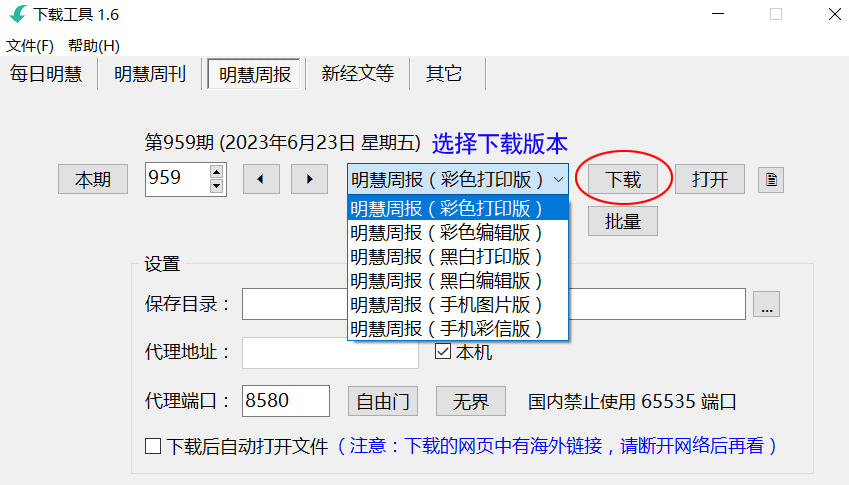 下载工具 1.6
文件(F) 帮助(H)
每日明慧 明慧周刊 明慧周报 新经文等 其它
第959期 (2023年6月23日 星期五) 选择下载版本
本期 959 明慧周报（彩色打印版） 下载 打开
明慧周报（彩色打印版）
批量
明慧周报（彩色编辑版）
明慧周报（黑白打印版）
设置
明慧周报（黑白编辑版）
保存目录： 明慧周报（手机图片版） ...
明慧周报（手机彩信版）
代理地址： 本机
代理端口： 8580 自由门 无界 国内禁止使用 65535 端口
下载后自动打开文件（注意：下载的网页中有海外链接，请断开网络后再看）